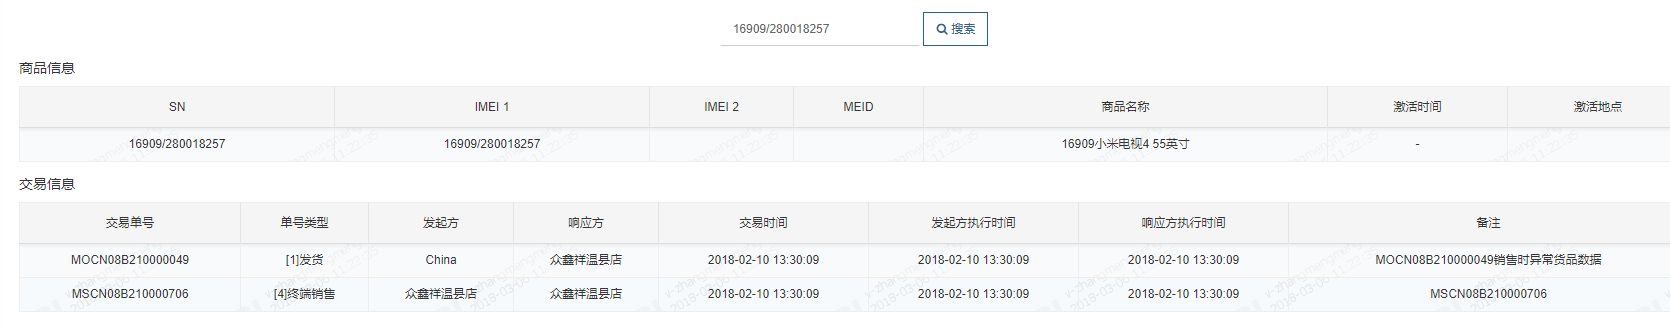 16909/280018257 搜索
商品信息
SN IMEI 1 IMEI 2 MEID 商品名称 激活时间 激活地点
16909/280018257 16909/280018257 16909小米电视4 55英寸 -
交易信息
交易单号 单号类型 发起方 响应方 交易时间 发起方执行时间 响应方执行时间 备注
MOCN08B210000049 [1]发货 China 众鑫祥温县店 2018-02-10 13:30:09 2018-02-10 13:30:09 2018-02-10 13:30:09 MOCN08B210000049销售时异常货品数据
MSCN08B210000706 [4]终端销售 众鑫祥温县店 众鑫祥温县店 2018-02-10 13:30:09 2018-02-10 13:30:09 2018-02-10 13:30:09 MSCN08B210000706